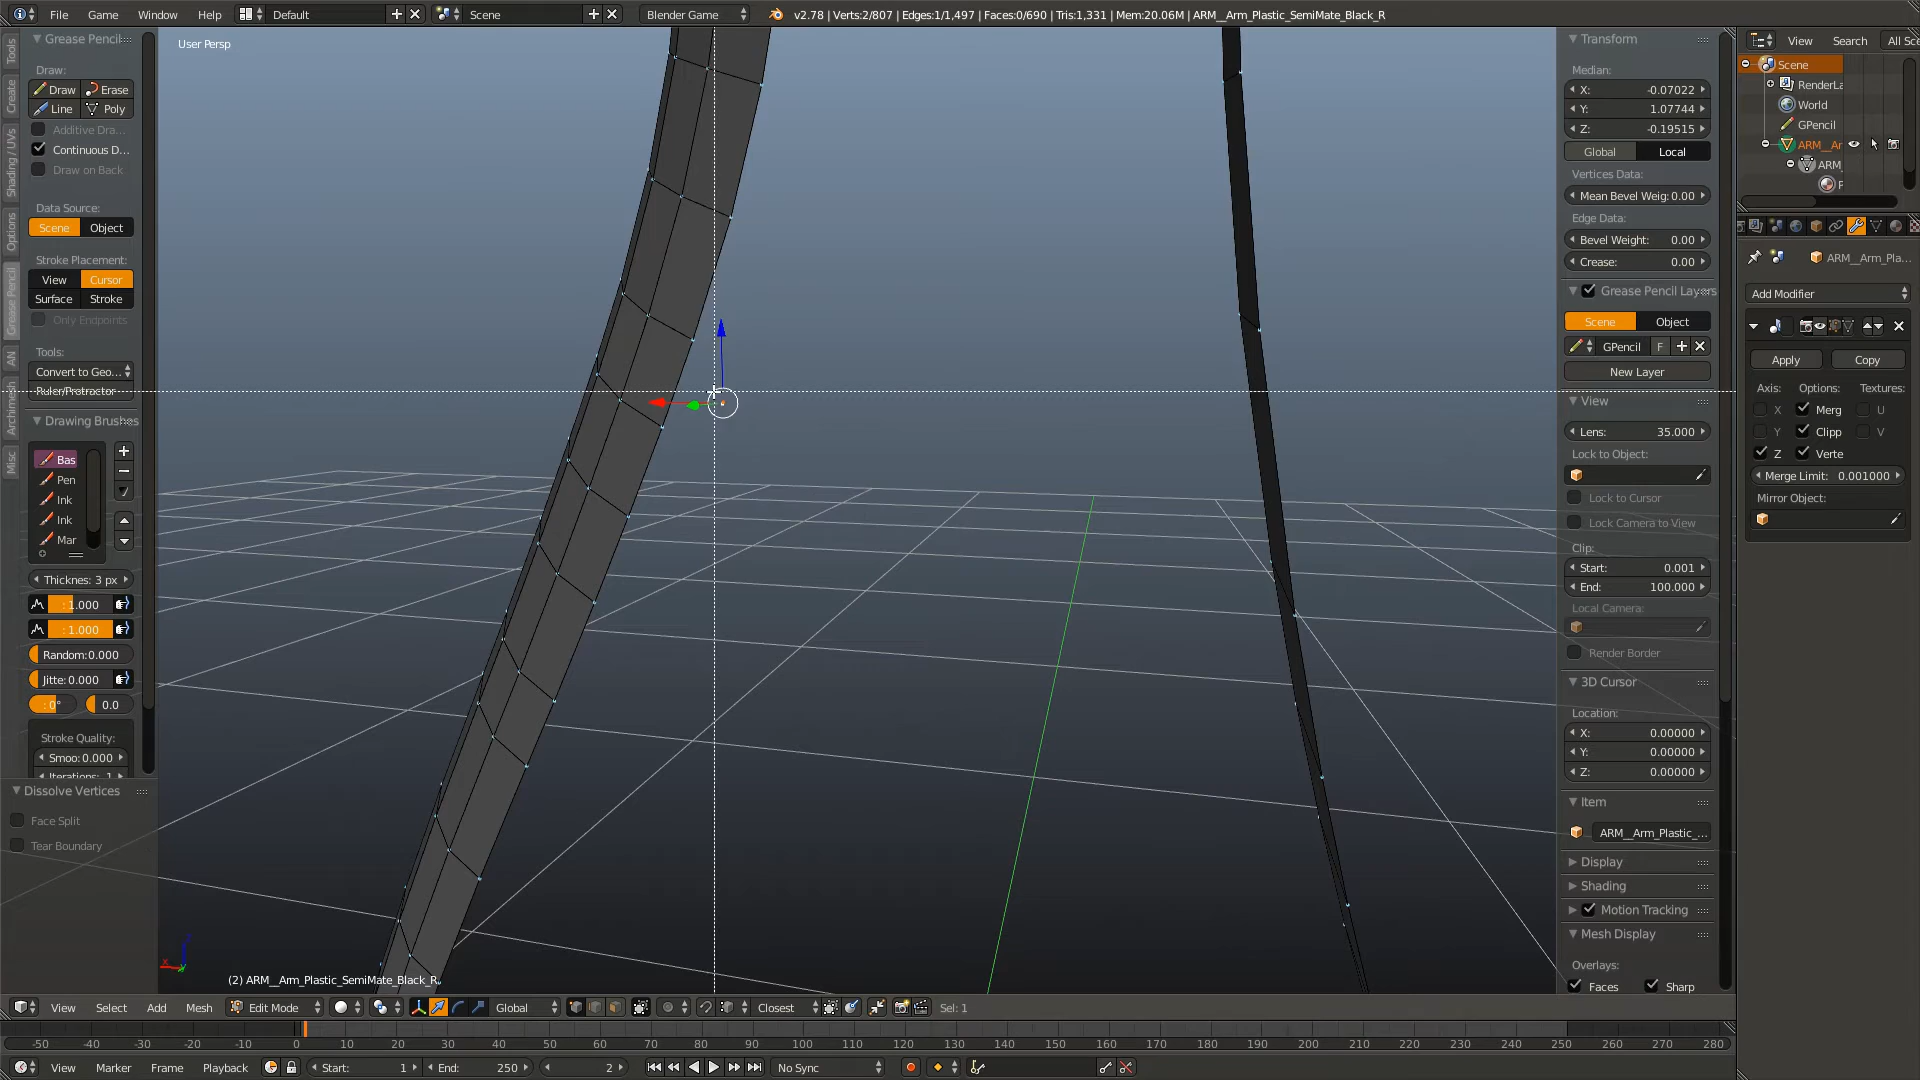 File Game Window Help Default Scene Blender Game v2.78 | Verts:2/807 | Edges:1/1,497 | Faces:0/690 | Tris:1,331 | Mem:20.06M | ARM__Arm_Plastic_SemiMate_Black_R
View Search All Sce
Tools
Create
Shading / UVs
Options
Grease Pencil
AN
Archimesh
Misc
Grease Pencil
Draw:
Draw Erase
Line Poly
Additive Dra...
Continuous D...
Draw on Back
Data Source:
Scene Object
Stroke Placement:
View Cursor
Surface Stroke
Only Endpoints
Tools:
Convert to Geo...
Ruler/Protractor
Drawing Brushes
Bas
Pen
Ink
Ink
Mar
Thicknes: 3 px
: 1.000
: 1.000
Random:0.000
Jitte: 0.000
: 0° 0.0
Stroke Quality:
Smoo: 0.000
Iterations: 1
Dissolve Vertices
Face Split
Tear Boundary
User Persp
(2) ARM__Arm_Plastic_SemiMate_Black_R
Transform
Median:
X: -0.07022
Y: 1.07744
Z: -0.19515
Global Local
Vertices Data:
Mean Bevel Weig: 0.00
Edge Data:
Bevel Weight: 0.00
Crease: 0.00
Grease Pencil Layers
Scene Object
GPencil F
New Layer
View
Lens: 35.000
Lock to Object:
Lock to Cursor
Lock Camera to View
Clip:
Start: 0.001
End: 100.000
Local Camera:
Render Border
3D Cursor
Location:
X: 0.00000
Y: 0.00000
Z: 0.00000
Item
ARM__Arm_Plastic_...
Display
Shading
Motion Tracking
Mesh Display
Overlays:
Faces Sharp
Scene
RenderLa
World
GPencil
ARM__Ar
ARM_
ARM__Arm_Pla...
Add Modifier
Apply Copy
Axis: Options: Textures:
X Merg U
Y Clipp V
Z Verte
Merge Limit: 0.001000
Mirror Object:
View Select Add Mesh Edit Mode Global Closest Sel: 1
-50 -40 -30 -20 -10 0 10 20 30 40 50 60 70 80 90 100 110 120 130 140 150 160 170 180 190 200 210 220 230 240 250 260 270 280
View Marker Frame Playback Start: 1 End: 250 2 No Sync